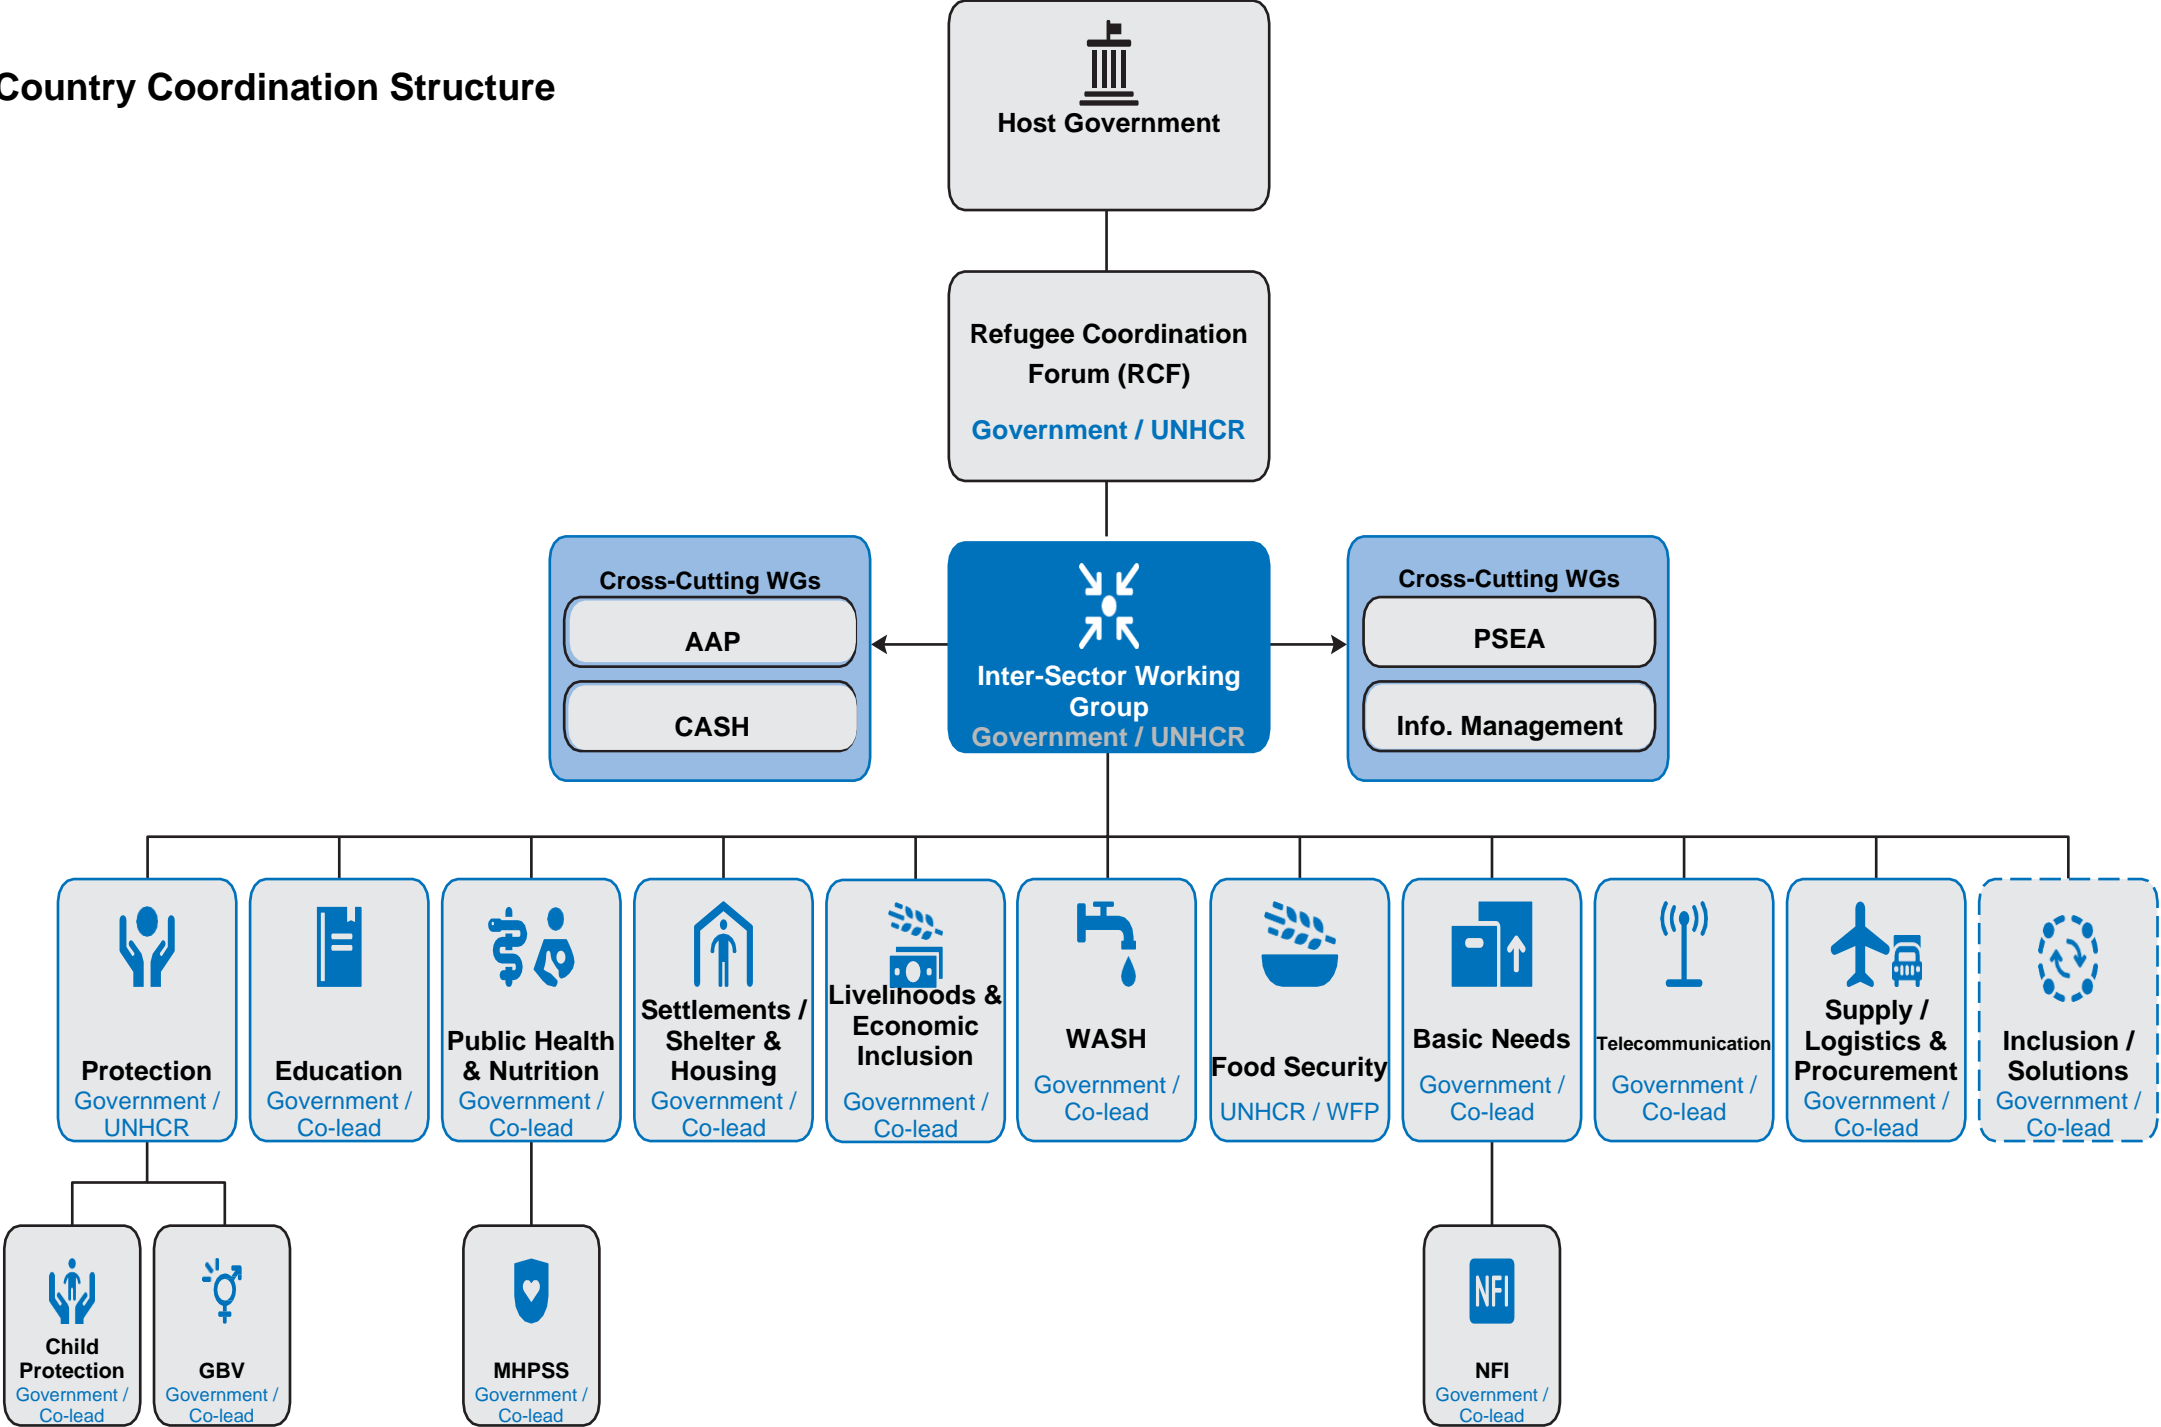 Country Coordination Structure
Host Government
Refugee Coordination
Forum (RCF)
Government / UNHCR
Cross-Cutting WGs
AAP
CASH
Inter-Sector Working
Group
Government / UNHCR
Cross-Cutting WGs
PSEA
Info. Management
Protection
Government /
UNHCR
Education
Government /
Co-lead
Public Health
& Nutrition
Government /
Co-lead
Settlements /
Shelter &
Housing
Government /
Co-lead
Livelihoods &
Economic
Inclusion
Government /
Co-lead
WASH
Government /
Co-lead
Food Security
UNHCR / WFP
Basic Needs
Government /
Co-lead
Telecommunication
Government /
Co-lead
Supply /
Logistics &
Procurement
Government /
Co-lead
Inclusion /
Solutions
Government /
Co-lead
Child
Protection
Government /
Co-lead
GBV
Government /
Co-lead
MHPSS
Government /
Co-lead
NFI
NFI
Government /
Co-lead